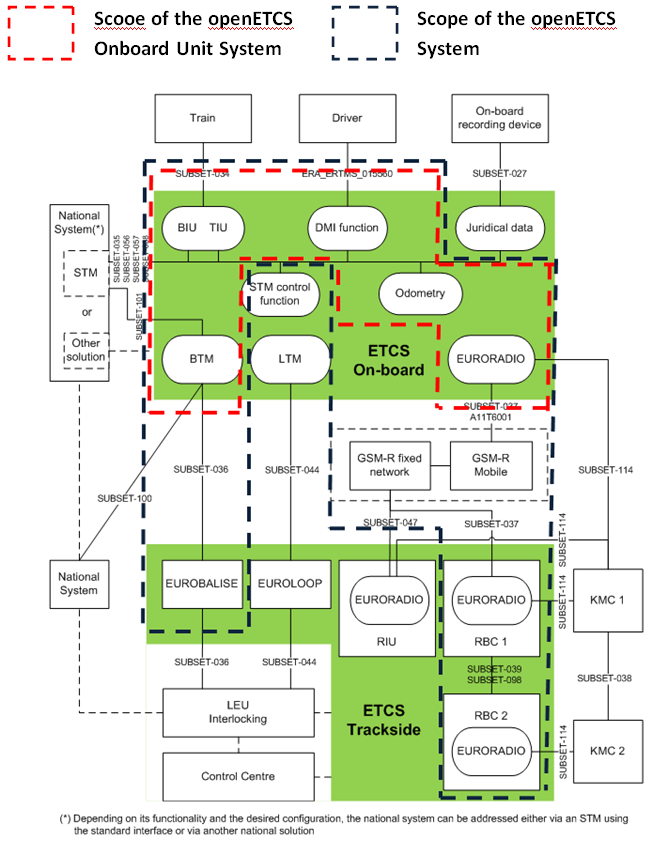 Scooe of the openETCS
Onboard Unit System
Scope of the openETCS
System
Train
Driver
On-board
recording device
SUBSET-034
ERA_ERTMS_015560
SUBSET-027
National
System(*)
STM
or
Other
solution
SUBSET-035
SUBSET-056
SUBSET-057
SUBSET-101
BIU TIU
DMI function
Juridical data
STM control
function
Odometry
BTM
LTM
ETCS
On-board
EURORADIO
SUBSET-037
A11T6001
GSM-R fixed
network
GSM-R
Mobile
SUBSET-036
SUBSET-044
SUBSET-100
SUBSET-114
SUBSET-047
SUBSET-037
SUBSET-114
National
System
EUROBALISE
EUROLOOP
EURORADIO
RIU
EURORADIO
RBC 1
SUBSET-114
KMC 1
SUBSET-036
SUBSET-044
SUBSET-039
SUBSET-098
SUBSET-038
LEU
Interlocking
ETCS
Trackside
RBC 2
EURORADIO
SUBSET-114
KMC 2
Control Centre
(*) Depending on its functionality and the desired configuration, the national system can be addressed either via an STM using
the standard interface or via another national solution